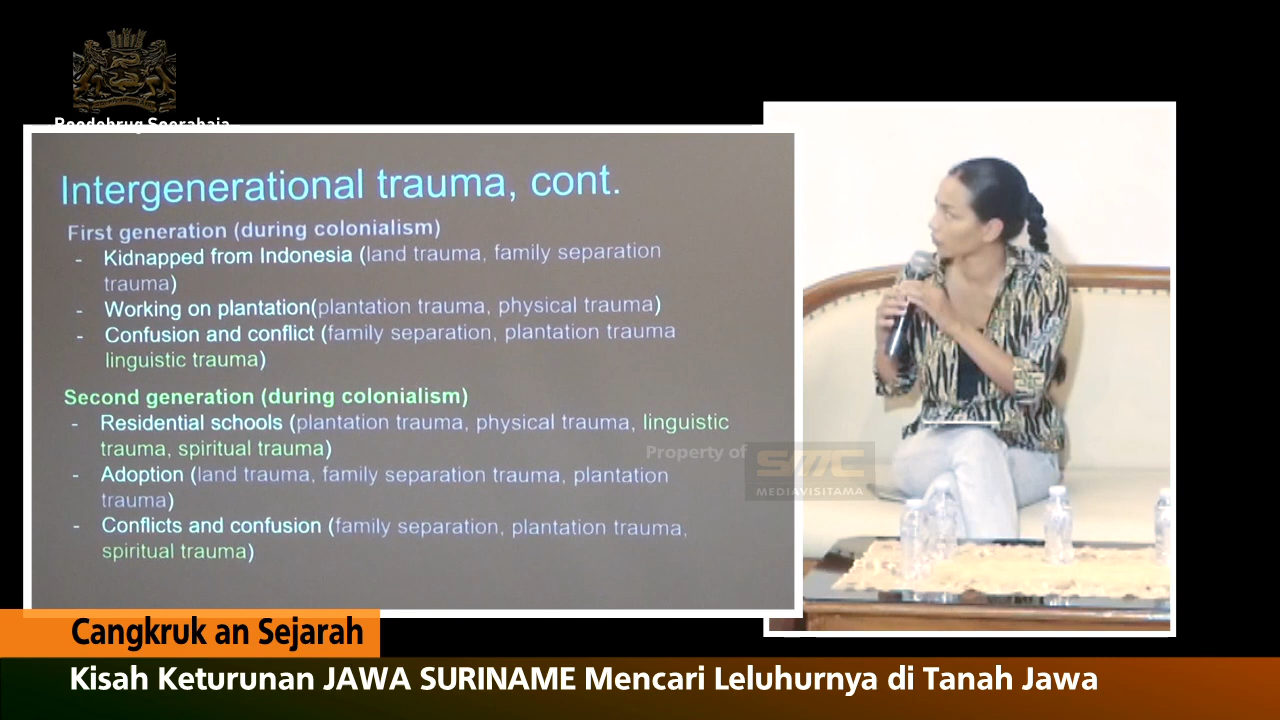 Roodebrug Soerabaia
Intergenerational trauma, cont.
First generation (during colonialism)
- Kidnapped from Indonesia (land trauma, family separation
trauma)
- Working on plantation(plantation trauma, physical trauma)
- Confusion and conflict (family separation, plantation trauma
linguistic trauma)
Second generation (during colonialism)
- Residential schools (plantation trauma, physical trauma, linguistic
trauma, spiritual trauma)
- Adoption (land trauma, family separation trauma, plantation
trauma)
- Conflicts and confusion (family separation, plantation trauma,
spiritual trauma)
Property of SMC
MEDIAVISITAMA
Cangkruk an Sejarah
Kisah Keturunan JAWA SURINAME Mencari Leluhurnya di Tanah Jawa